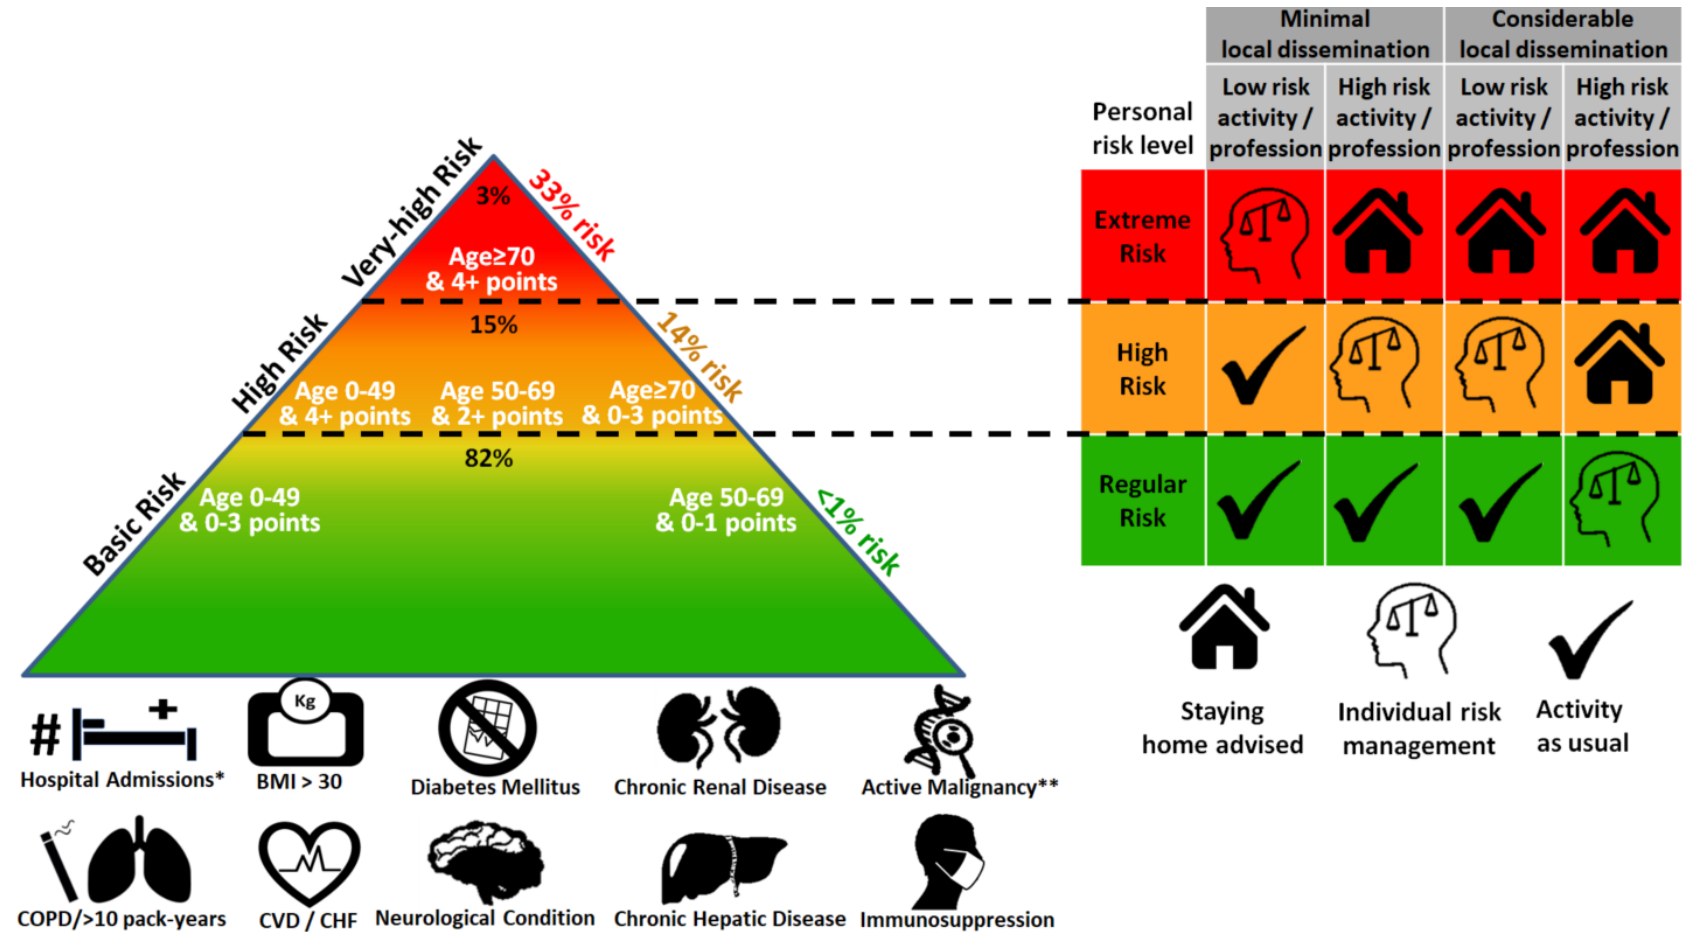 Very-high Risk
3%
33% risk
Age≥70
& 4+ points
High Risk
15%
14% risk
Age 0-49
& 4+ points
Age 50-69
& 2+ points
Age≥70
& 0-3 points
Basic Risk
82%
<1% risk
Age 0-49
& 0-3 points
Age 50-69
& 0-1 points
#
Hospital Admissions*
Kg
BMI > 30
Diabetes Mellitus
Chronic Renal Disease
Active Malignancy**
COPD/>10 pack-years
CVD / CHF
Neurological Condition
Chronic Hepatic Disease
Immunosuppression
Minimal
local dissemination
Considerable
local dissemination
Personal
risk level
Low risk
activity /
profession
High risk
activity /
profession
Low risk
activity /
profession
High risk
activity /
profession
Extreme
Risk
High
Risk
Regular
Risk
Staying
home advised
Individual risk
management
Activity
as usual